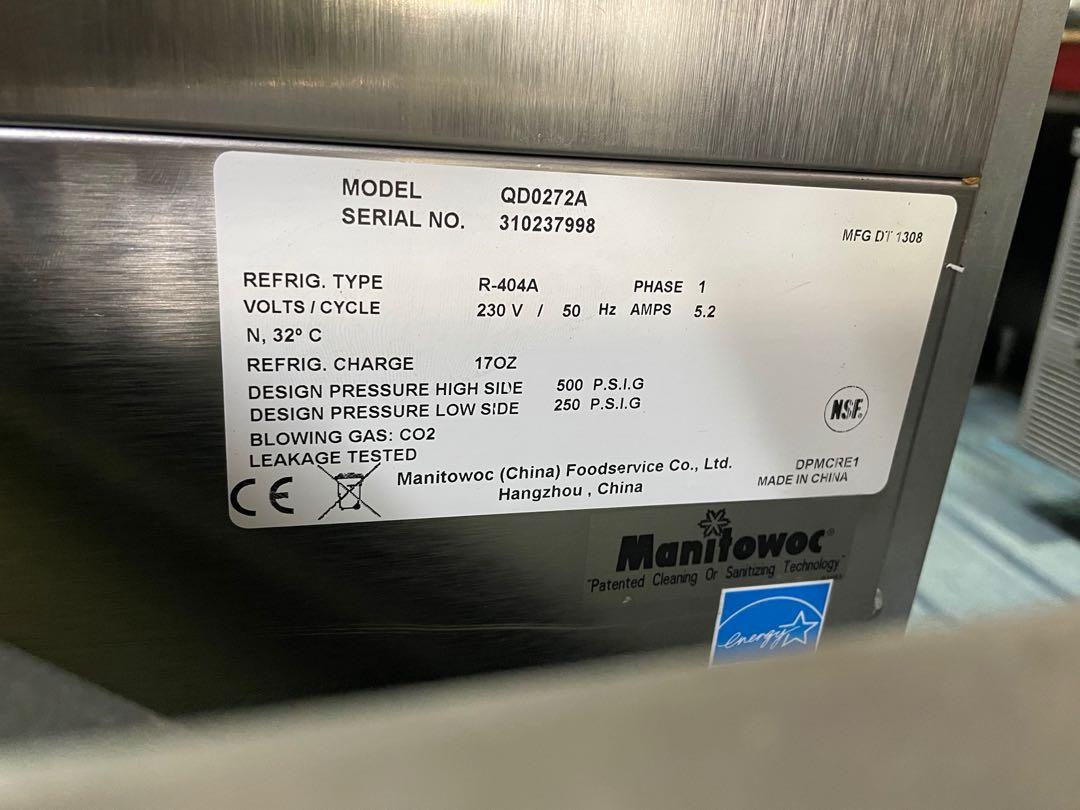 MODEL QD0272A
SERIAL NO. 310237998
MFG DT 1308
REFRIG. TYPE R-404A PHASE 1
VOLTS / CYCLE 230 V / 50 Hz AMPS 5.2
N, 32º C
REFRIG. CHARGE 17OZ
DESIGN PRESSURE HIGH SIDE 500 P.S.I.G
DESIGN PRESSURE LOW SIDE 250 P.S.I.G
BLOWING GAS: CO2
LEAKAGE TESTED
NSF.
CE
Manitowoc (China) Foodservice Co., Ltd.
Hangzhou , China
DPMCRE1
MADE IN CHINA
Manitowoc®
"Patented Cleaning Or Sanitizing Technology"
energy